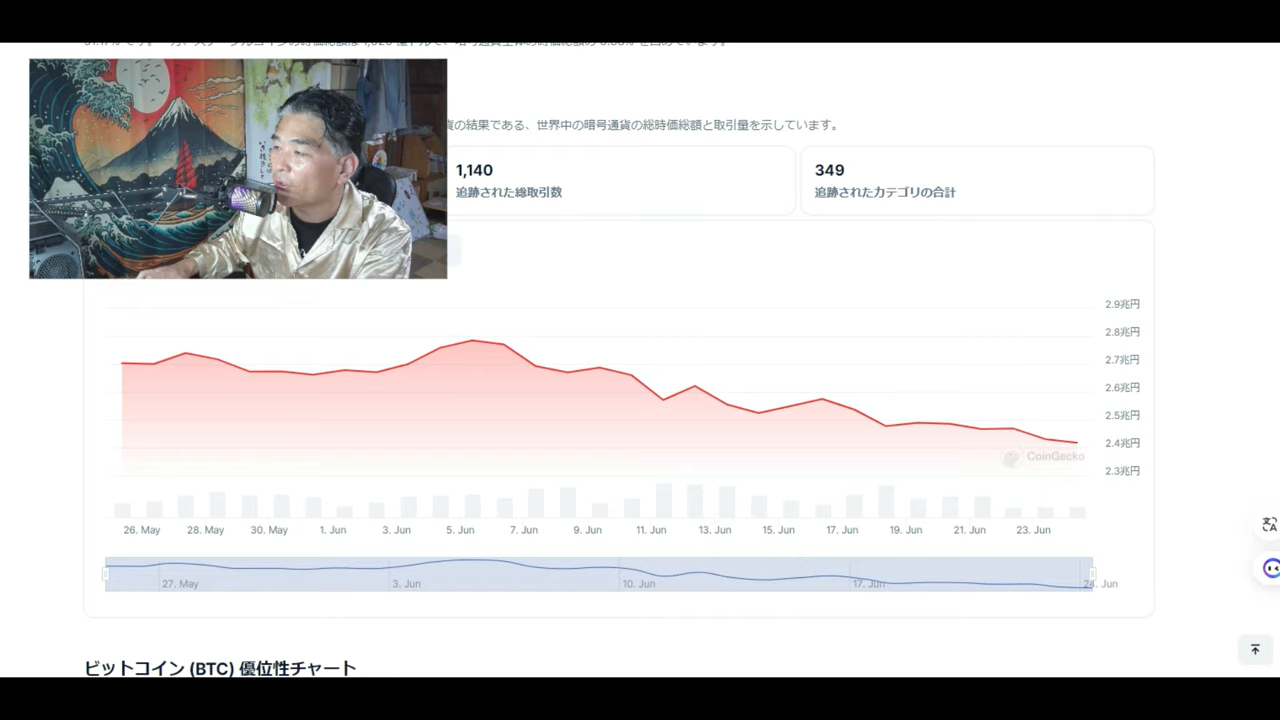 貨の結果である、世界中の暗号通貨の総時価総額と取引量を示しています。
1,140
追跡された総取引数
349
追跡されたカテゴリの合計
2.9兆円
2.8兆円
2.7兆円
2.6兆円
2.5兆円
2.4兆円
2.3兆円
CoinGecko
26. May 28. May 30. May 1. Jun 3. Jun 5. Jun 7. Jun 9. Jun 11. Jun 13. Jun 15. Jun 17. Jun 19. Jun 21. Jun 23. Jun
27. May 3. Jun 10. Jun 17. Jun 24. Jun
ビットコイン (BTC) 優位性チャート